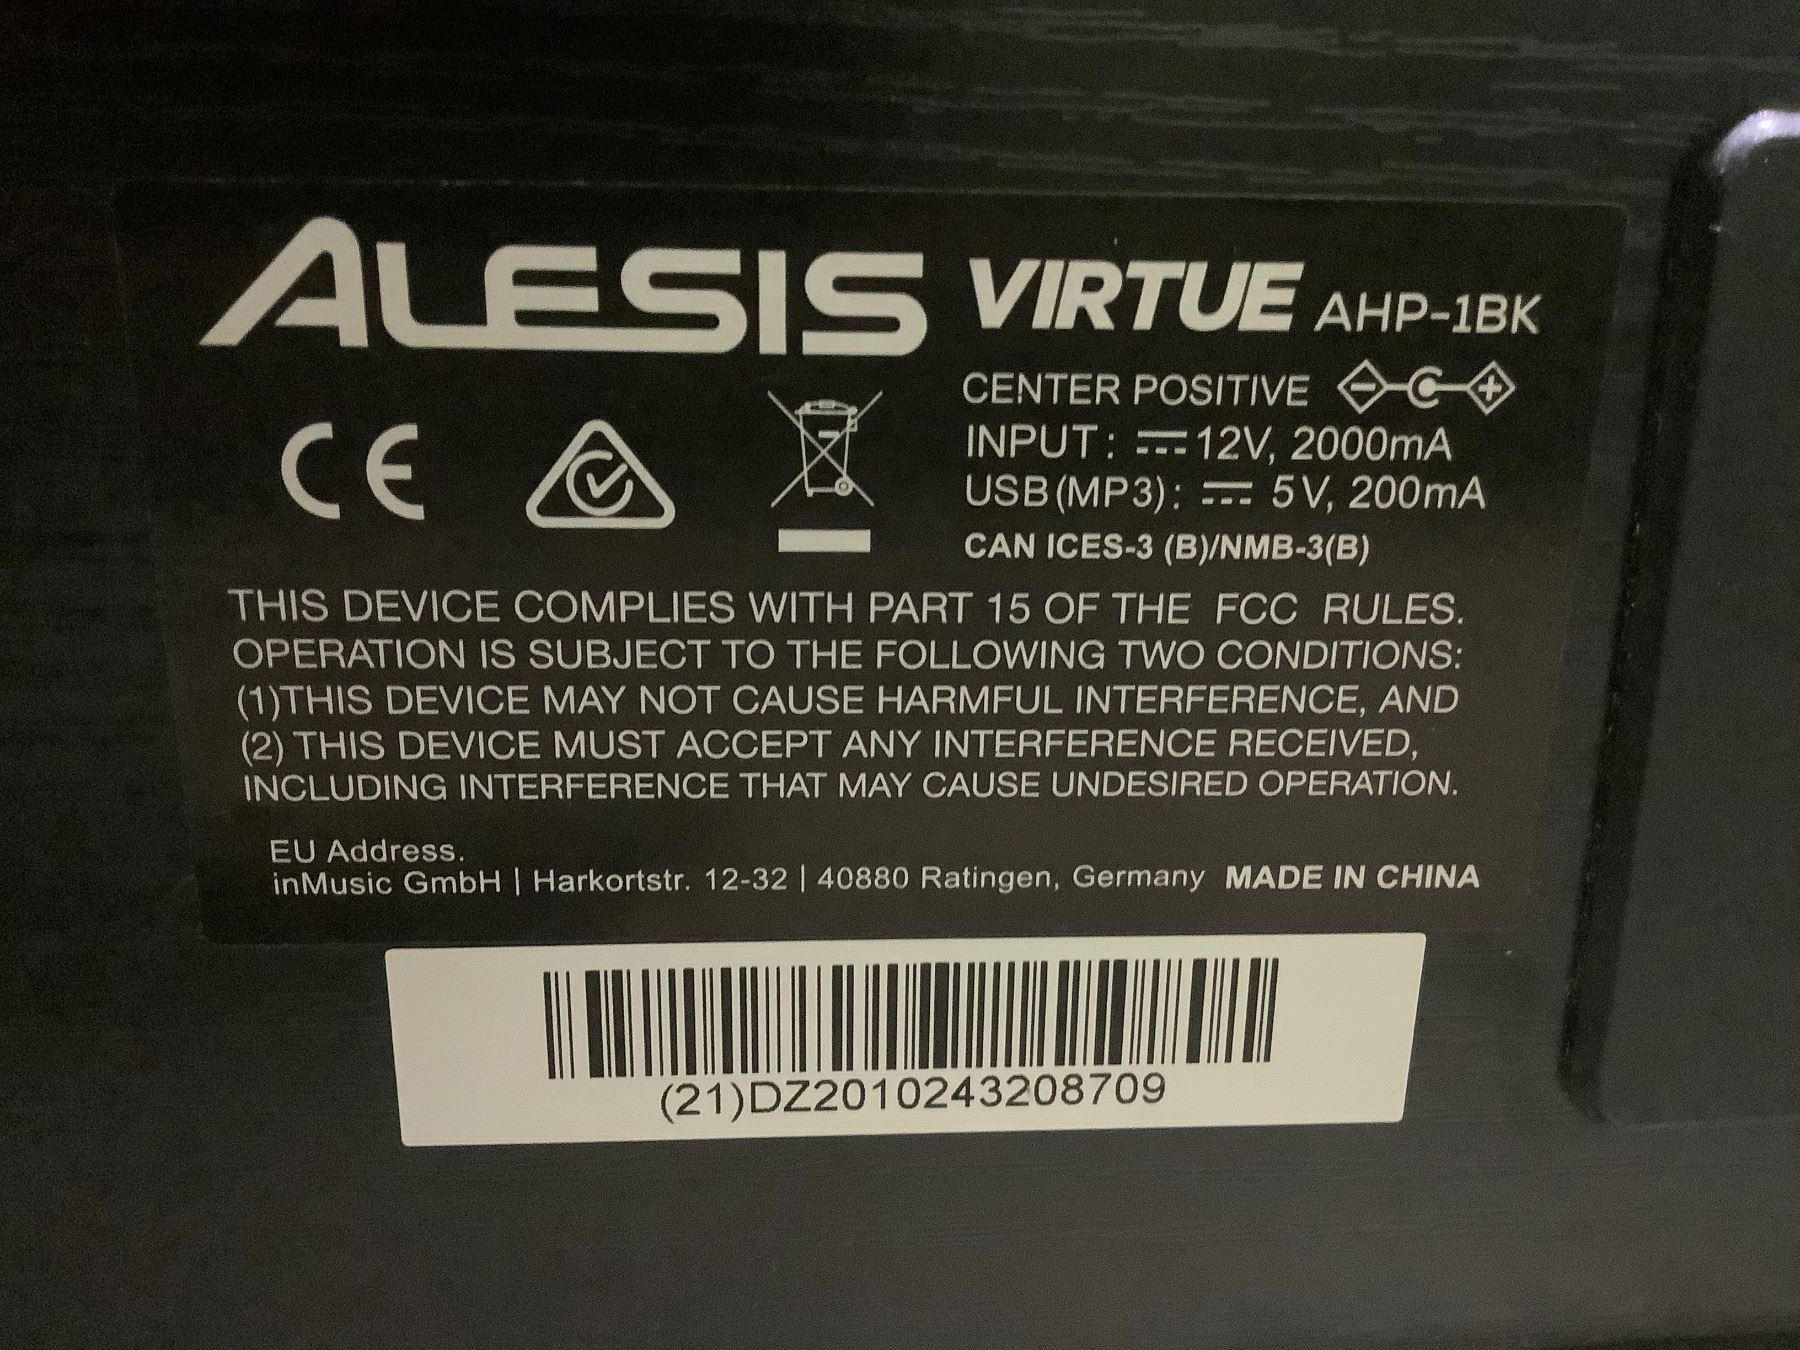 ALESIS VIRTUE AHP-1BK
CENTER POSITIVE
INPUT: 12V, 2000mA
USB(MP3): 5V, 200mA
CE
CAN ICES-3 (B)/NMB-3(B)
THIS DEVICE COMPLIES WITH PART 15 OF THE FCC RULES.
OPERATION IS SUBJECT TO THE FOLLOWING TWO CONDITIONS:
(1)THIS DEVICE MAY NOT CAUSE HARMFUL INTERFERENCE, AND
(2) THIS DEVICE MUST ACCEPT ANY INTERFERENCE RECEIVED,
INCLUDING INTERFERENCE THAT MAY CAUSE UNDESIRED OPERATION.
EU Address.
inMusic GmbH | Harkortstr. 12-32 | 40880 Ratingen, Germany MADE IN CHINA
(21)DZ2010243208709